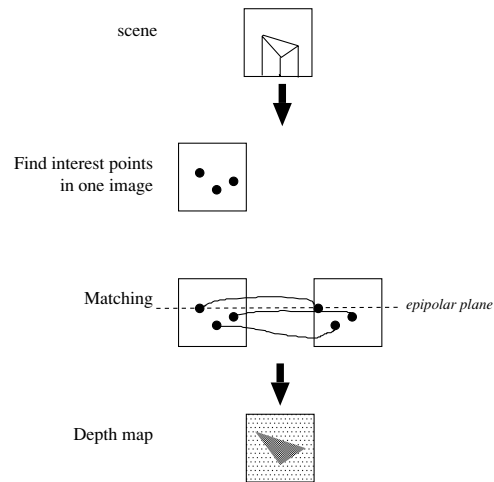 scene
Find interest points
in one image
Matching
epipolar plane
Depth map